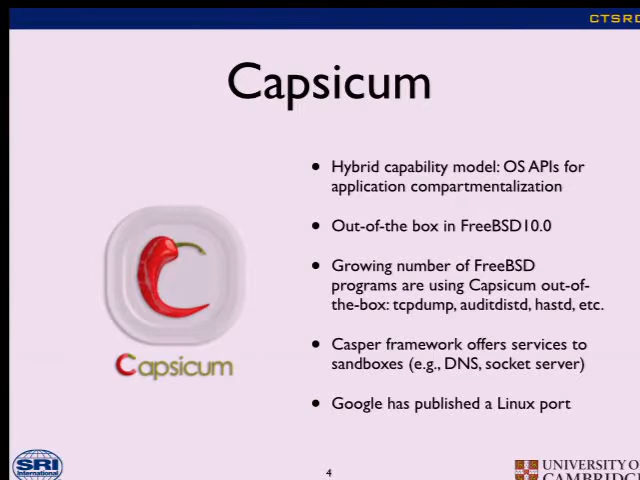 CTSRD
Capsicum
• Hybrid capability model: OS APIs for
application compartmentalization
• Out-of-the box in FreeBSD10.0
• Growing number of FreeBSD
programs are using Capsicum out-of-
the-box: tcpdump, auditdistd, hastd, etc.
• Casper framework offers services to
sandboxes (e.g., DNS, socket server)
• Google has published a Linux port
Capsicum
SRI
International
4
UNIVERSITY OF
CAMBRIDGE